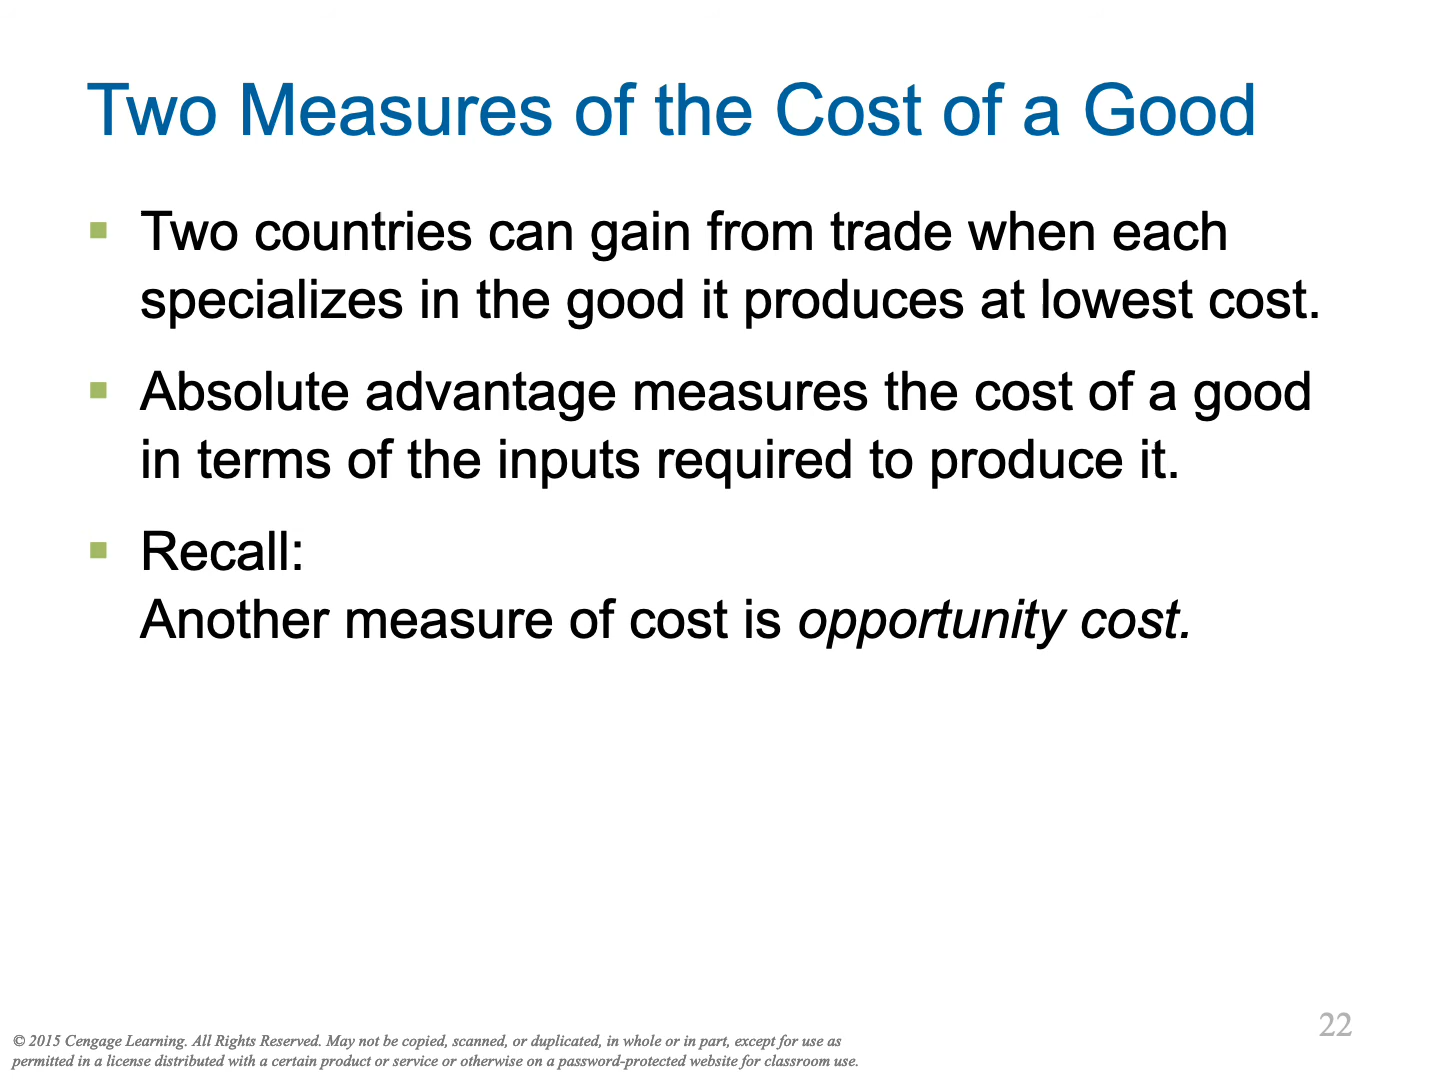 Two Measures of the Cost of a Good
Two countries can gain from trade when each
specializes in the good it produces at lowest cost.
Absolute advantage measures the cost of a good
in terms of the inputs required to produce it.
Recall:
Another measure of cost is opportunity cost.
22
© 2015 Cengage Learning. All Rights Reserved. May not be copied, scanned, or duplicated, in whole or in part, except for use as
permitted in a license distributed with a certain product or service or otherwise on a password-protected website for classroom use.